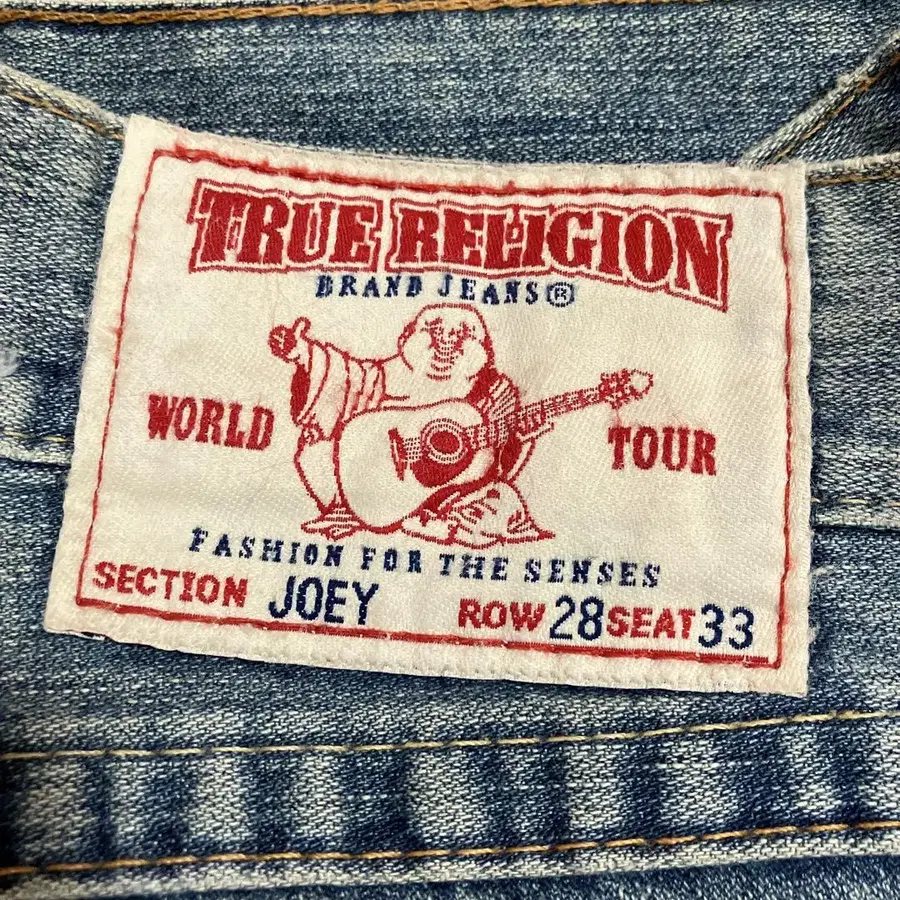 TRUE RELIGION
BRAND JEANS®
WORLD TOUR
FASHION FOR THE SENSES
SECTION JOEY ROW 28 SEAT 33